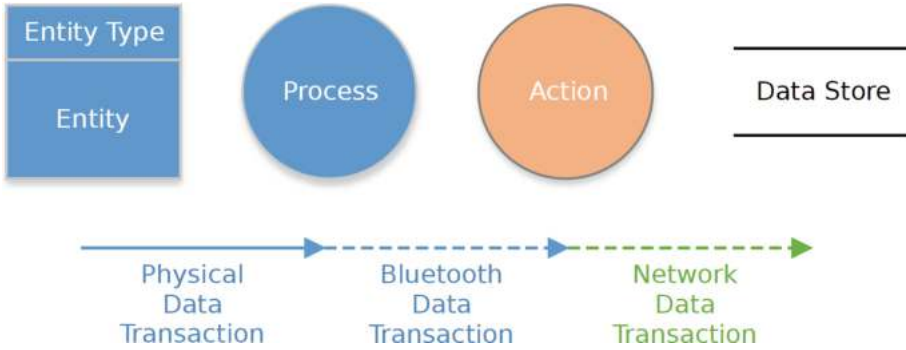 Entity Type
Entity
Process
Action
Data Store
Physical
Data
Transaction
Bluetooth
Data
Transaction
Network
Data
Transaction